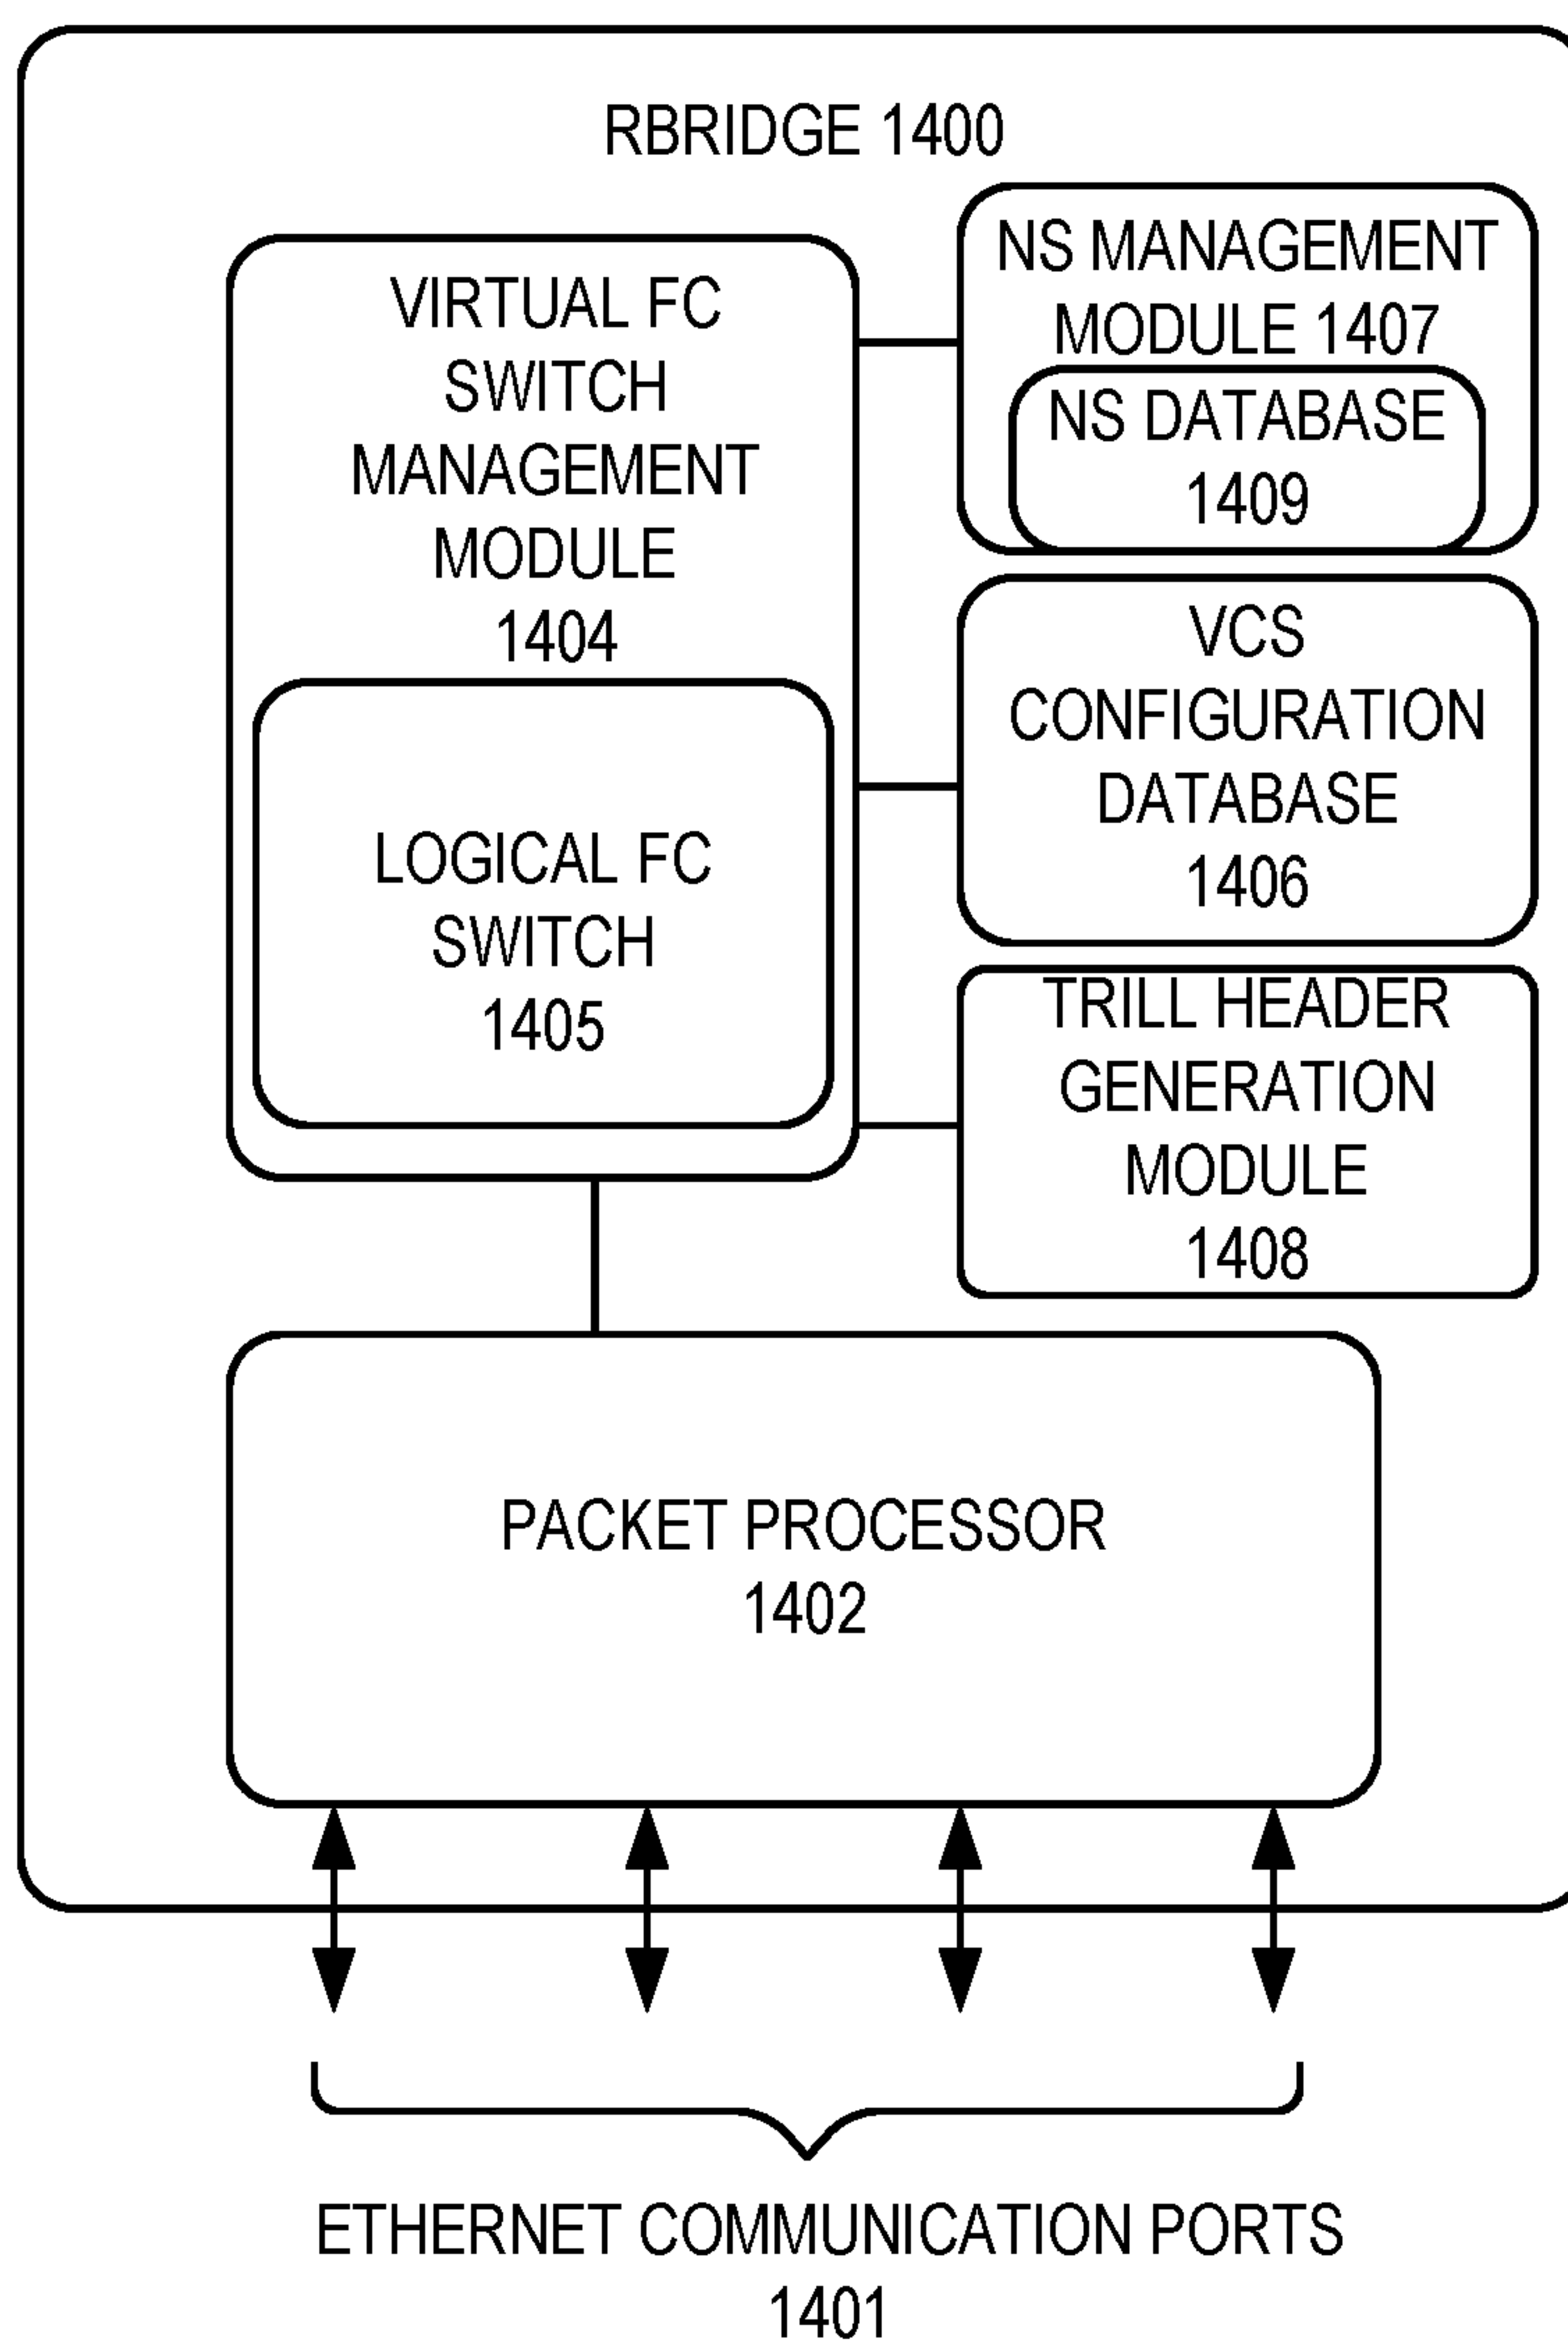 RBRIDGE 1400
VIRTUAL FC
SWITCH
MANAGEMENT
MODULE
1404
LOGICAL FC
SWITCH
1405
NS MANAGEMENT
MODULE 1407
NS DATABASE
1409
VCS
CONFIGURATION
DATABASE
1406
TRILL HEADER
GENERATION
MODULE
1408
PACKET PROCESSOR
1402
ETHERNET COMMUNICATION PORTS
1401